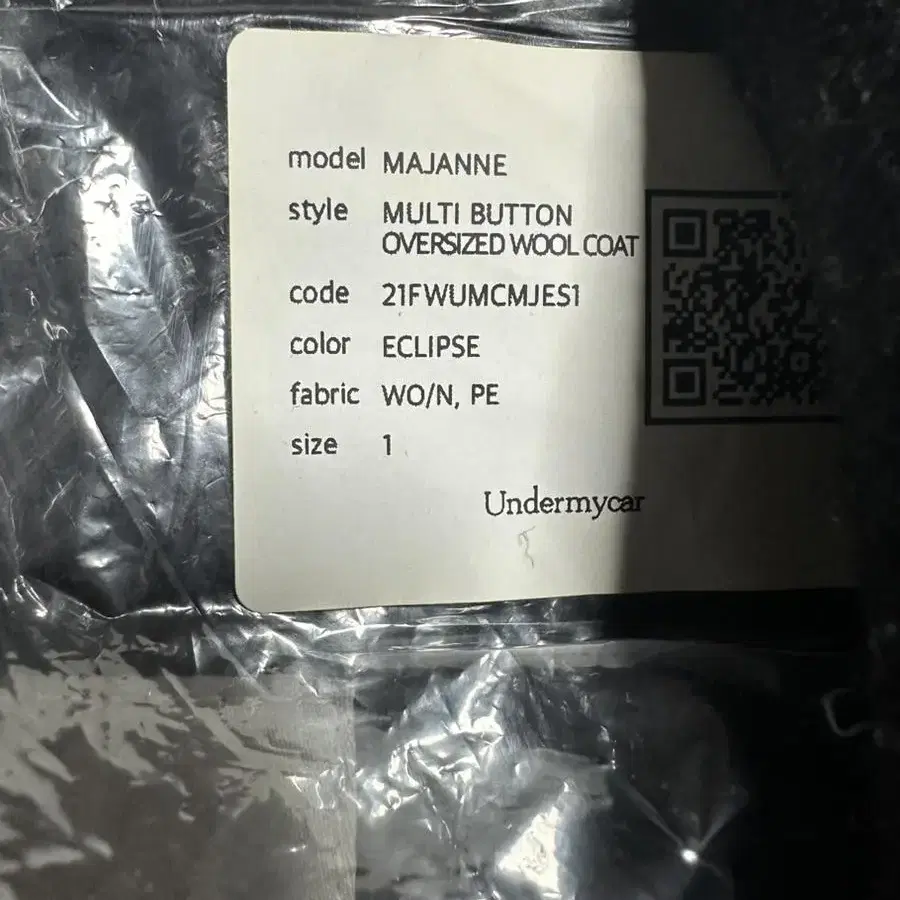 model MAJANNE
style MULTI BUTTON
OVERSIZED WOOL COAT
code 21FWUMCMJES1
color ECLIPSE
fabric WO/N, PE
size 1
Undermycar